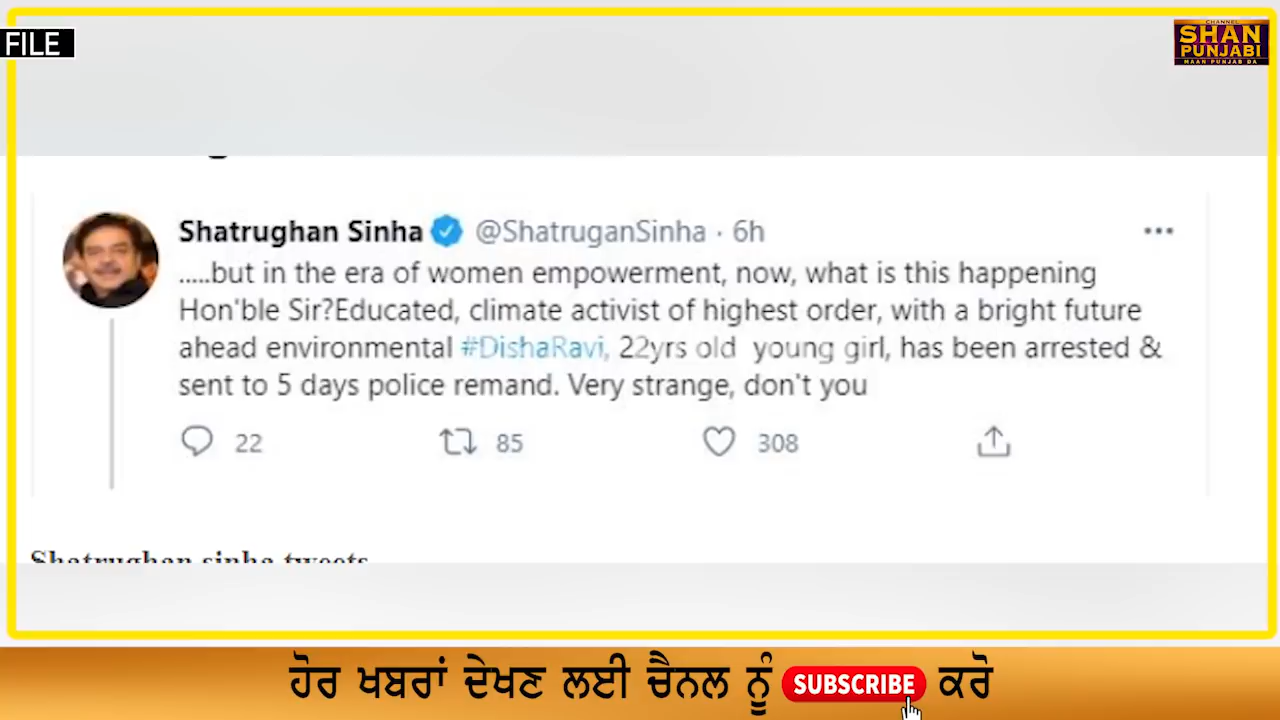 FILE
CHANNEL
SHAN
PUNJABI
MAAN PUNJAB DA
Shatrughan Sinha @ShatruganSinha · 6h
.....but in the era of women empowerment, now, what is this happening
Hon'ble Sir?Educated, climate activist of highest order, with a bright future
ahead environmental #DishaRavi, 22yrs old young girl, has been arrested &
sent to 5 days police remand. Very strange, don't you
22 85 308
Shatrughan sinha tweets
ਹੋਰ ਖਬਰਾਂ ਦੇਖਣ ਲਈ ਚੈਨਲ ਨੂੰ SUBSCRIBE ਕਰੋ